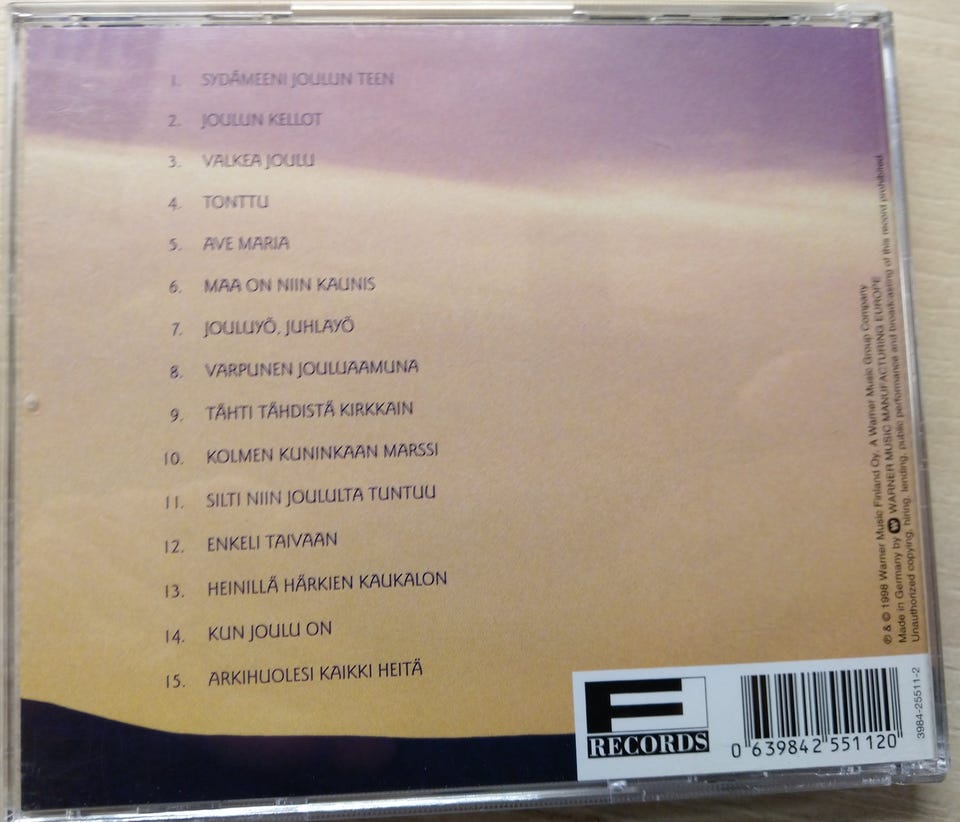 1. SYDÄMEENI JOULUN TEEN
2. JOULUN KELLOT
3. VALKEA JOULU
4. TONTTU
5. AVE MARIA
6. MAA ON NIIN KAUNIS
7. JOULUYÖ, JUHLAYÖ
8. VARPUNEN JOULUAAMUNA
9. TÄHTI TÄHDISTÄ KIRKKAIN
10. KOLMEN KUNINKAAN MARSSI
11. SILTI NIIN JOULULTA TUNTUU
12. ENKELI TAIVAAN
13. HEINILLÄ HÄRKIEN KAUKALON
14. KUN JOULU ON
15. ARKIHUOLESI KAIKKI HEITÄ
℗ & © 1998 Warner Music Finland Oy. A Warner Music Group Company
Made in Germany by W WARNER MUSIC MANUFACTURING EUROPE
Unauthorized copying, hiring, lending, public performance and broadcasting of this record prohibited.
F
RECORDS
0 639842 551120
3984-25511-2